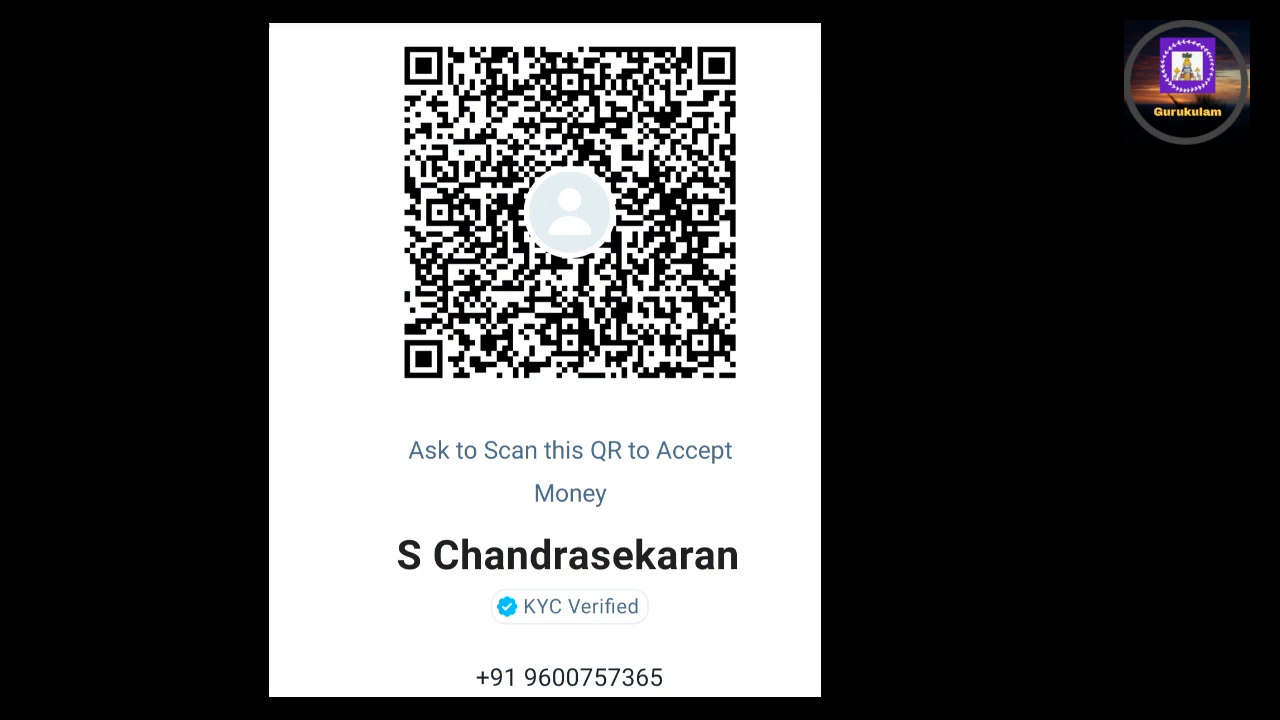 Gurukulam
Ask to Scan this QR to Accept
Money
S Chandrasekaran
KYC Verified
+91 9600757365